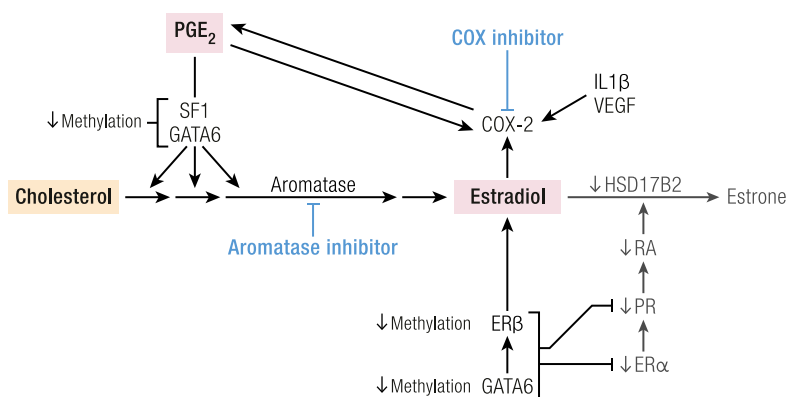 PGE₂
COX inhibitor
IL1β
VEGF
↓ Methylation
SF1
GATA6
COX-2
Cholesterol
Aromatase
Estradiol
↓HSD17B2
Estrone
Aromatase inhibitor
↓RA
↓ Methylation ERβ
↓PR
↓ERα
↓ Methylation GATA6